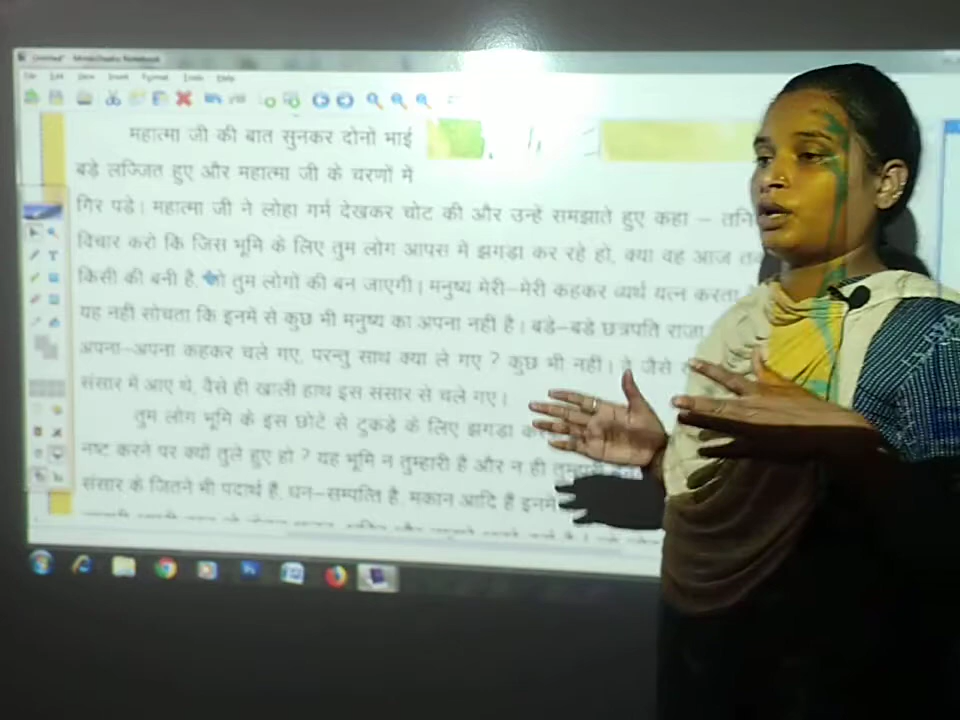 महात्मा जी की बात सुनकर दोनों भाई
बड़े लज्जित हुए और महात्मा जी के चरणों में
गिर पडे। महात्मा जी ने लोहा गर्म देखकर चोट की और उन्हें समझाते हुए कहा –
विचार करो कि जिस भूमि के लिए तुम लोग आपस में झगडा कर रहे हो, क्या वह आज
किसी की बनी है, तुम लोगों की बन जाएगी। मनुष्य मेरी-मेरी कहकर व्यर्थ यत्न करता
यह नही सोचता कि इनमें से कुछ भी मनुष्य का अपना नही है। बडे-बडे छत्रपति राजा
अपना-अपना कहकर चले गए, परन्तु साथ क्या ले गए ? कुछ भी नहीं। जैसे
संसार में आए थे, वैसे ही खाली हाथ इस संसार से चले गए।
तुम लोग भूमि के इस छोटे से टुकडे के लिए झगडा
नष्ट करने पर क्यों तुले हुए हो ? यह भूमि न तुम्हारी है और न ही तुम्हारी
संसार के जितने भी पदार्थ है, धन-सम्पत्ति है, मकान आदि हैं इनमें